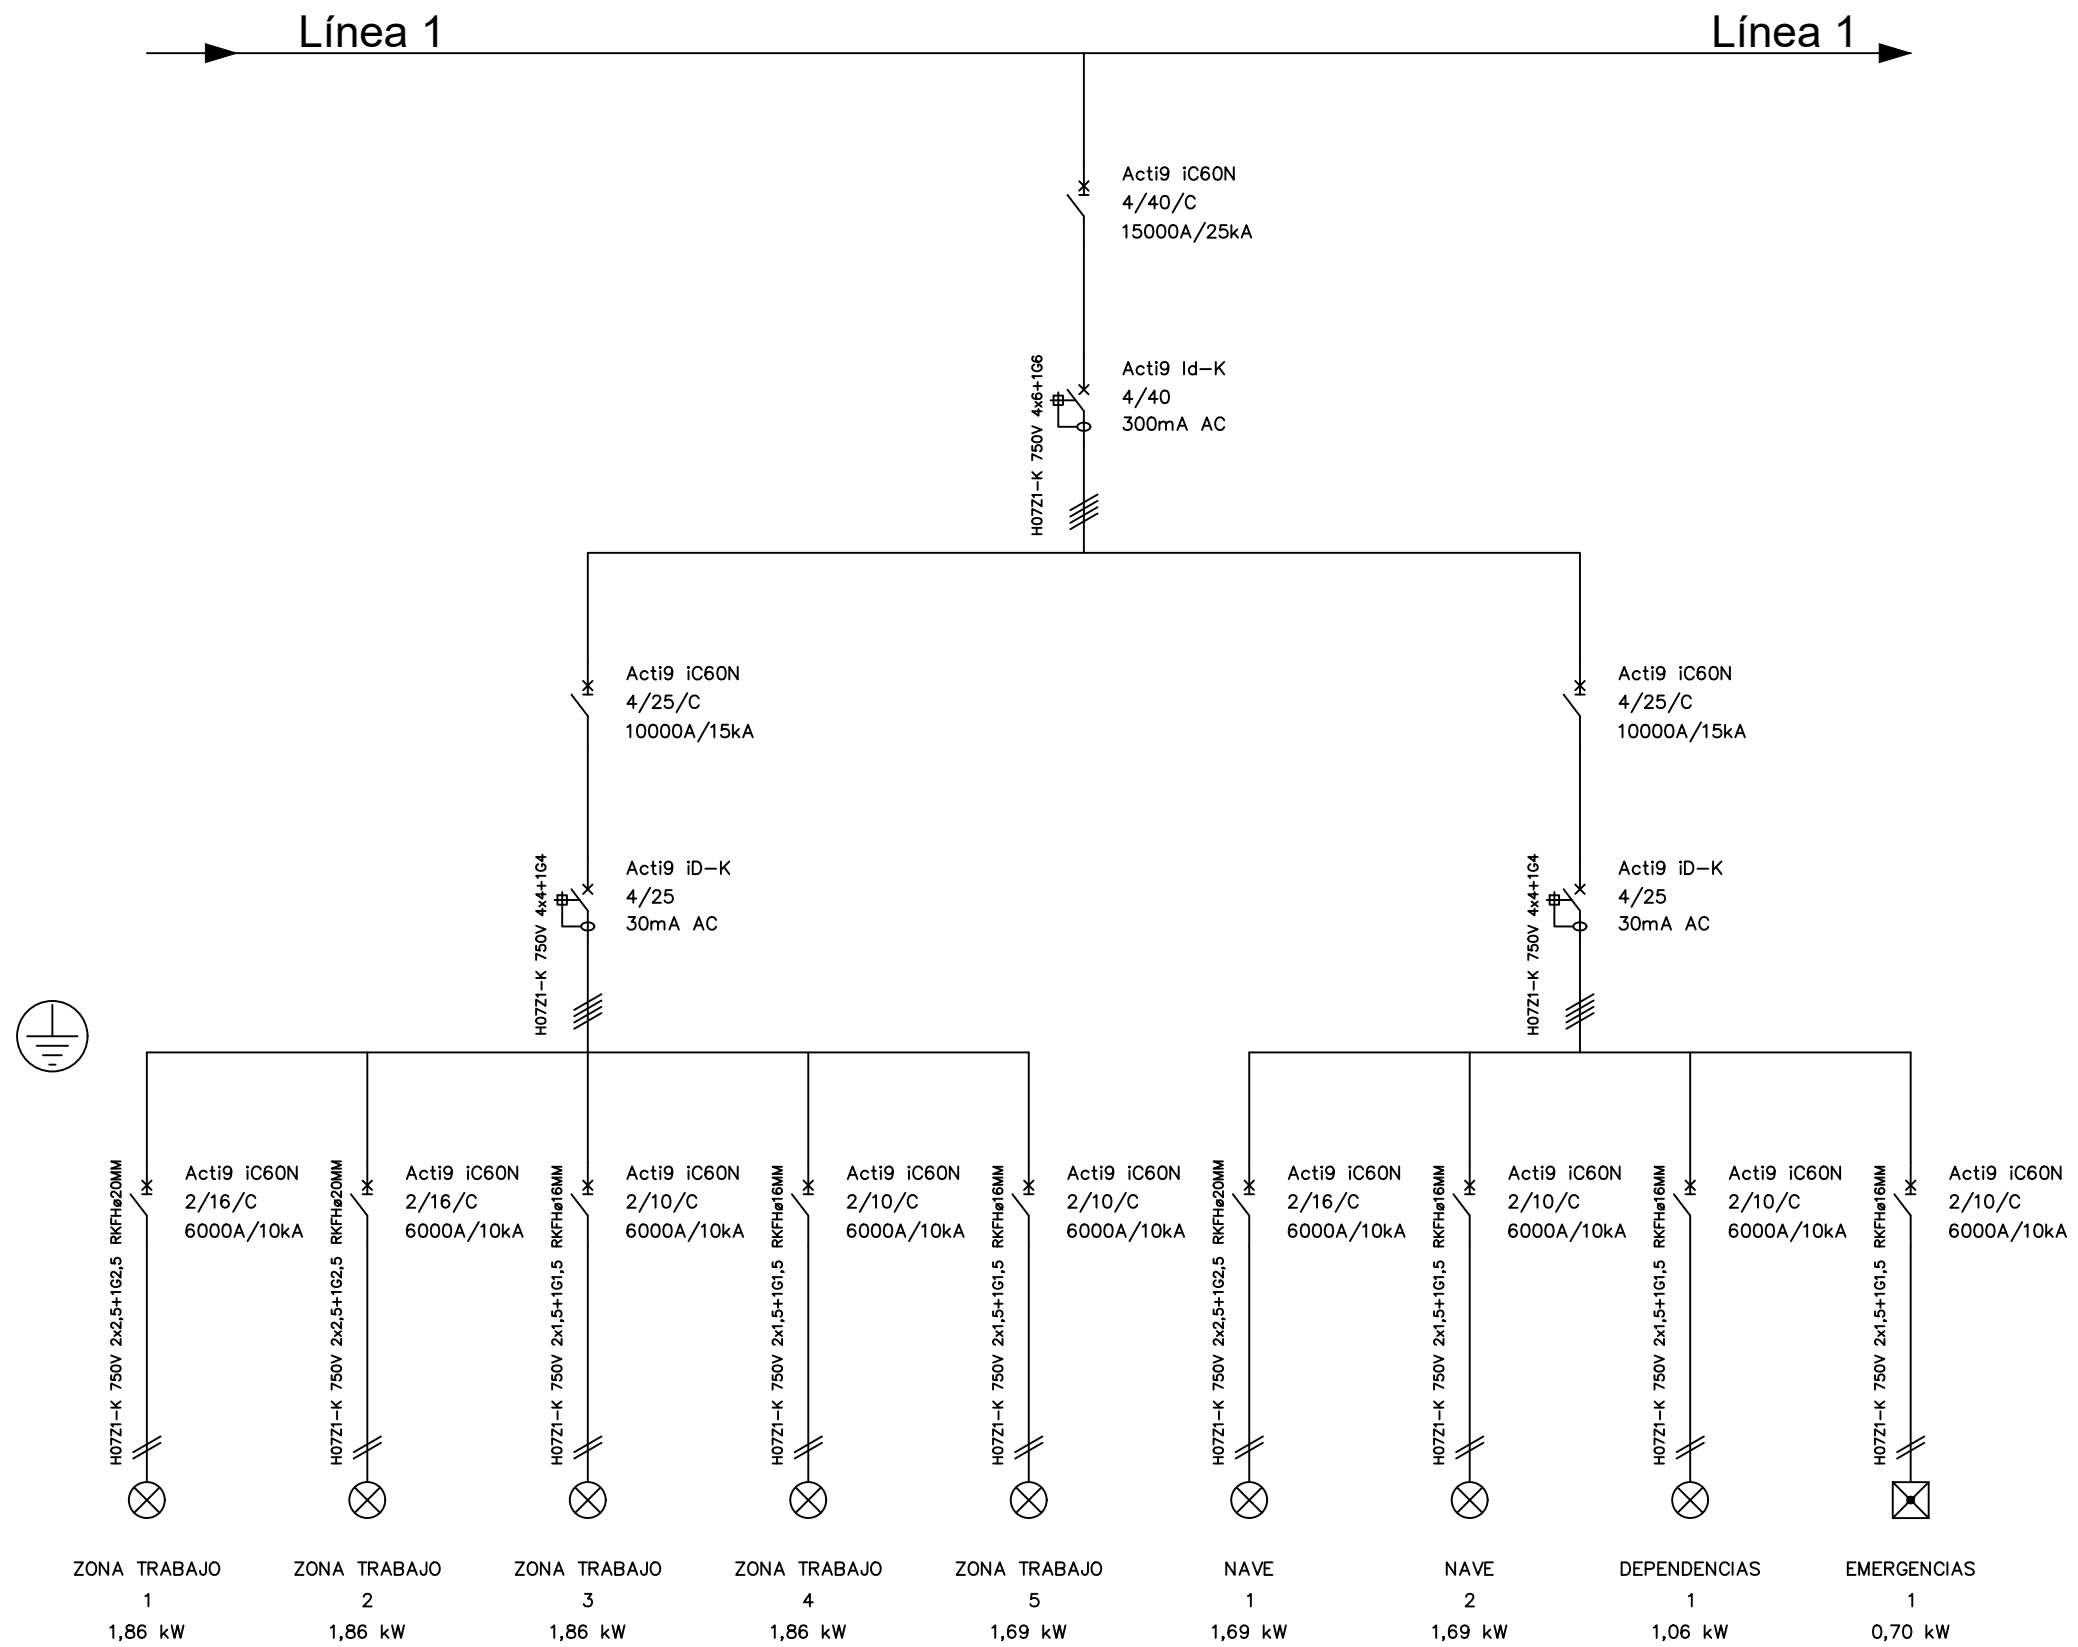 Línea 1
Línea 1
Acti9 iC60N
4/40/C
15000A/25kA
H07Z1-K 750V 4x6+1G6
Acti9 Id-K
4/40
300mA AC
Acti9 iC60N
4/25/C
10000A/15kA
Acti9 iC60N
4/25/C
10000A/15kA
H07Z1-K 750V 4x4+1G4
Acti9 iD-K
4/25
30mA AC
H07Z1-K 750V 4x4+1G4
Acti9 iD-K
4/25
30mA AC
H07Z1-K 750V 2x2,5+1G2,5 RKFHø20MM
Acti9 iC60N
2/16/C
6000A/10kA
H07Z1-K 750V 2x2,5+1G2,5 RKFHø20MM
Acti9 iC60N
2/16/C
6000A/10kA
H07Z1-K 750V 2x1,5+1G1,5 RKFHø16MM
Acti9 iC60N
2/10/C
6000A/10kA
H07Z1-K 750V 2x1,5+1G1,5 RKFHø16MM
Acti9 iC60N
2/10/C
6000A/10kA
H07Z1-K 750V 2x1,5+1G1,5 RKFHø16MM
Acti9 iC60N
2/10/C
6000A/10kA
H07Z1-K 750V 2x2,5+1G2,5 RKFHø20MM
Acti9 iC60N
2/16/C
6000A/10kA
H07Z1-K 750V 2x1,5+1G1,5 RKFHø16MM
Acti9 iC60N
2/10/C
6000A/10kA
H07Z1-K 750V 2x1,5+1G1,5 RKFHø16MM
Acti9 iC60N
2/10/C
6000A/10kA
H07Z1-K 750V 2x1,5+1G1,5 RKFHø16MM
Acti9 iC60N
2/10/C
6000A/10kA
ZONA TRABAJO
1
1,86 kW
ZONA TRABAJO
2
1,86 kW
ZONA TRABAJO
3
1,86 kW
ZONA TRABAJO
4
1,86 kW
ZONA TRABAJO
5
1,69 kW
NAVE
1
1,69 kW
NAVE
2
1,69 kW
DEPENDENCIAS
1
1,06 kW
EMERGENCIAS
1
0,70 kW